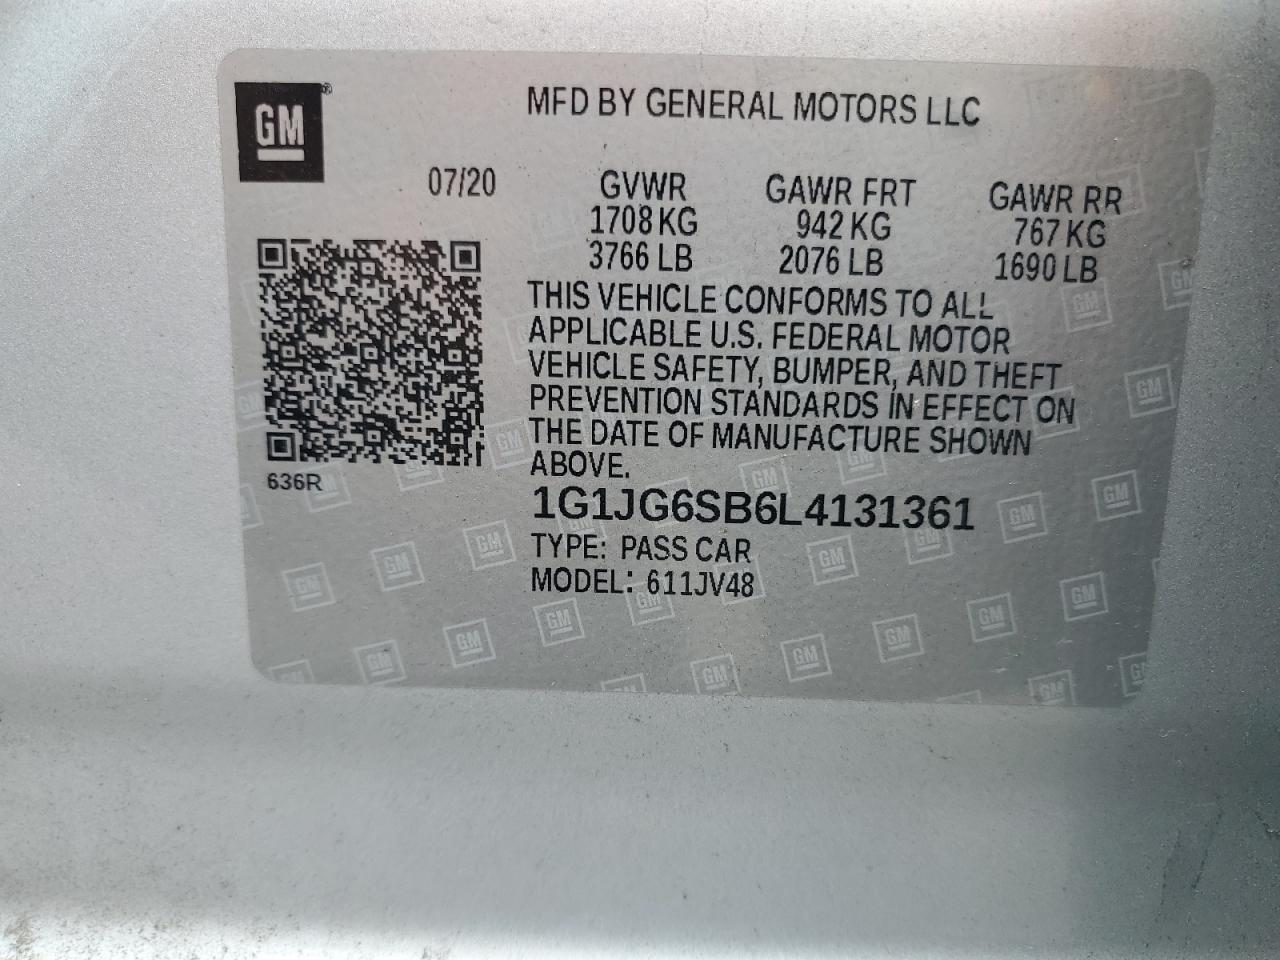 GM
MFD BY GENERAL MOTORS LLC
07/20
GVWR GAWR FRT GAWR RR
1708 KG 942 KG 767 KG
3766 LB 2076 LB 1690 LB
THIS VEHICLE CONFORMS TO ALL
APPLICABLE U.S. FEDERAL MOTOR
VEHICLE SAFETY, BUMPER, AND THEFT
PREVENTION STANDARDS IN EFFECT ON
THE DATE OF MANUFACTURE SHOWN
ABOVE.
636R
1G1JG6SB6L4131361
TYPE: PASS CAR
MODEL: 611JV48